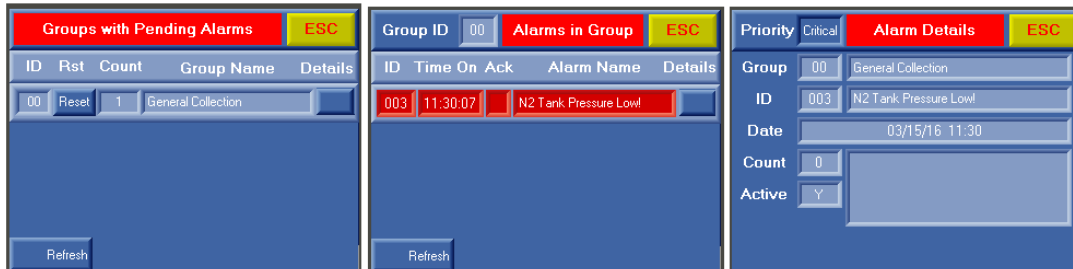 Groups with Pending Alarms ESC
ID Rst Count Group Name Details
00 Reset 1 General Collection
Refresh
Group ID 00 Alarms in Group ESC
ID Time On Ack Alarm Name Details
003 11:30:07 N2 Tank Pressure Low!
Refresh
Priority Critical Alarm Details ESC
Group 00 General Collection
ID 003 N2 Tank Pressure Low!
Date 03/15/16 11:30
Count 0
Active Y